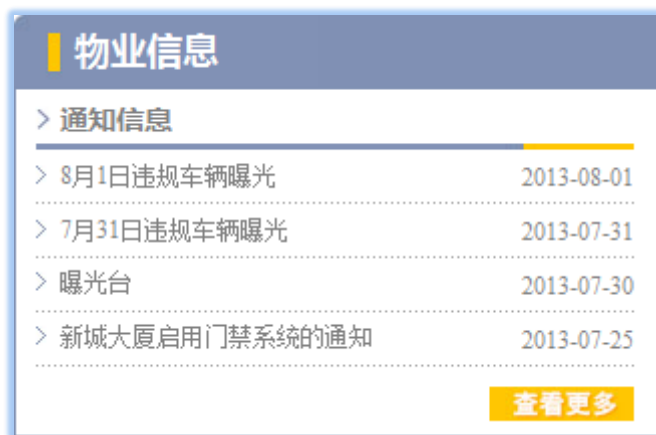 物业信息
通知信息
8月1日违规车辆曝光 2013-08-01
7月31日违规车辆曝光 2013-07-31
曝光台 2013-07-30
新城大厦启用门禁系统的通知 2013-07-25
查看更多